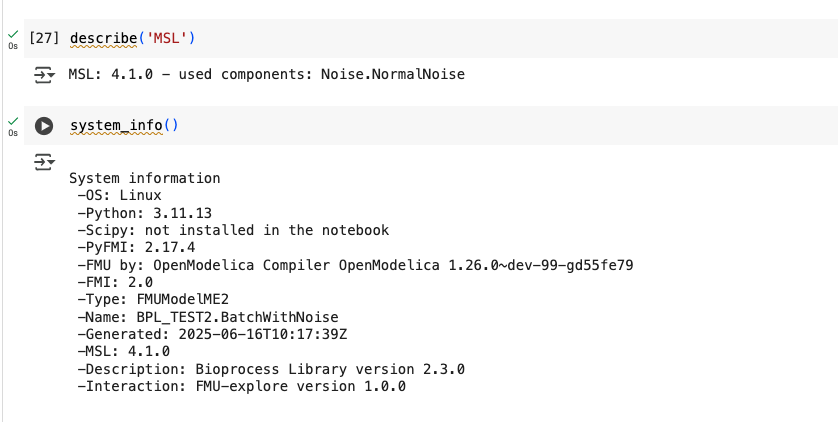 0s [27] describe('MSL')
MSL: 4.1.0 - used components: Noise.NormalNoise
0s system_info()
System information
-OS: Linux
-Python: 3.11.13
-Scipy: not installed in the notebook
-PyFMI: 2.17.4
-FMU by: OpenModelica Compiler OpenModelica 1.26.0~dev-99-gd55fe79
-FMI: 2.0
-Type: FMUModelME2
-Name: BPL_TEST2.BatchWithNoise
-Generated: 2025-06-16T10:17:39Z
-MSL: 4.1.0
-Description: Bioprocess Library version 2.3.0
-Interaction: FMU-explore version 1.0.0